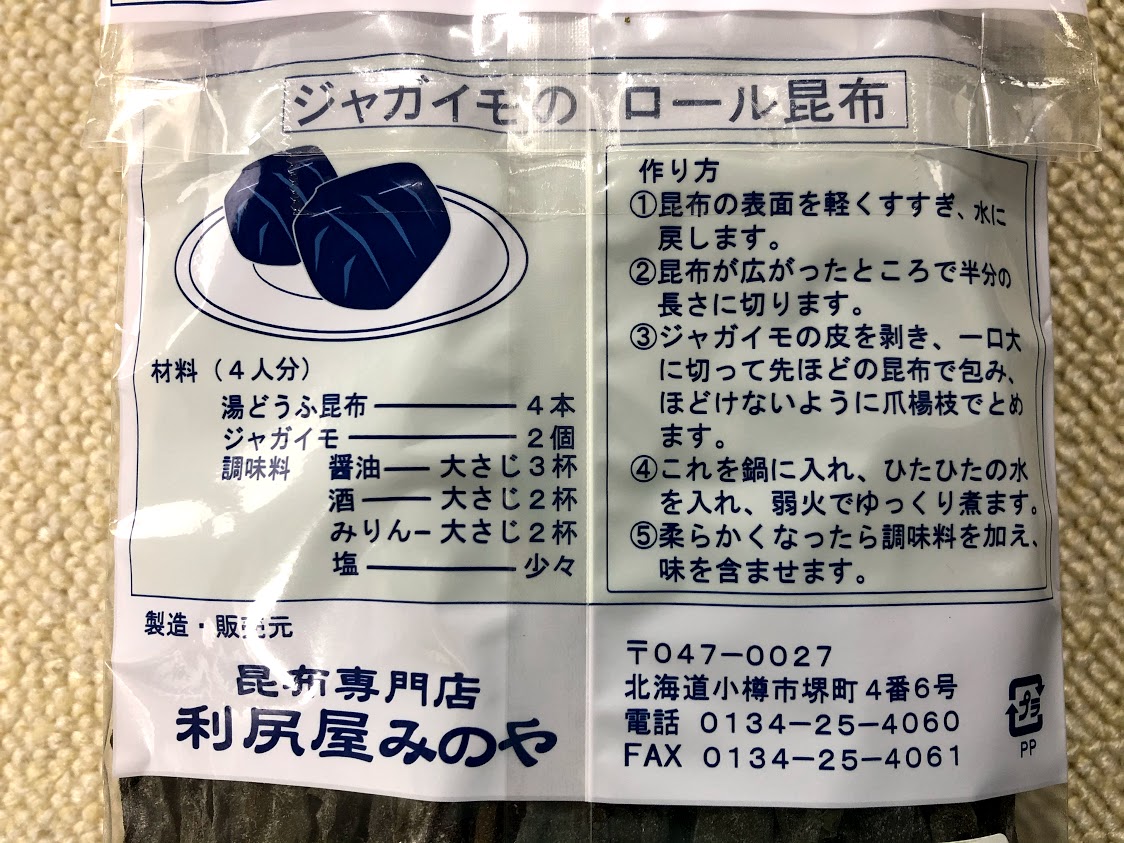 ジャガイモの ロール昆布
材料(4人分)
湯どうふ昆布――――4本
ジャガイモ――――2個
調味料 醤油――大さじ3杯
酒――大さじ2杯
みりん―大さじ2杯
塩――――少々
作り方
①昆布の表面を軽くすすぎ、水に
戻します。
②昆布が広がったところで半分の
長さに切ります。
③ジャガイモの皮を剥き、一口大
に切って先ほどの昆布で包み、
ほどけないように爪楊枝でとめ
ます。
④これを鍋に入れ、ひたひたの水
を入れ、弱火でゆっくり煮ます。
⑤柔らかくなったら調味料を加え、
味を含ませせます。
製造・販売元
昆布専門店
利尻屋みのや
〒047-0027
北海道小樽市堺町4番6号
電話 0134-25-4060
FAX 0134-25-4061
プラ
PP